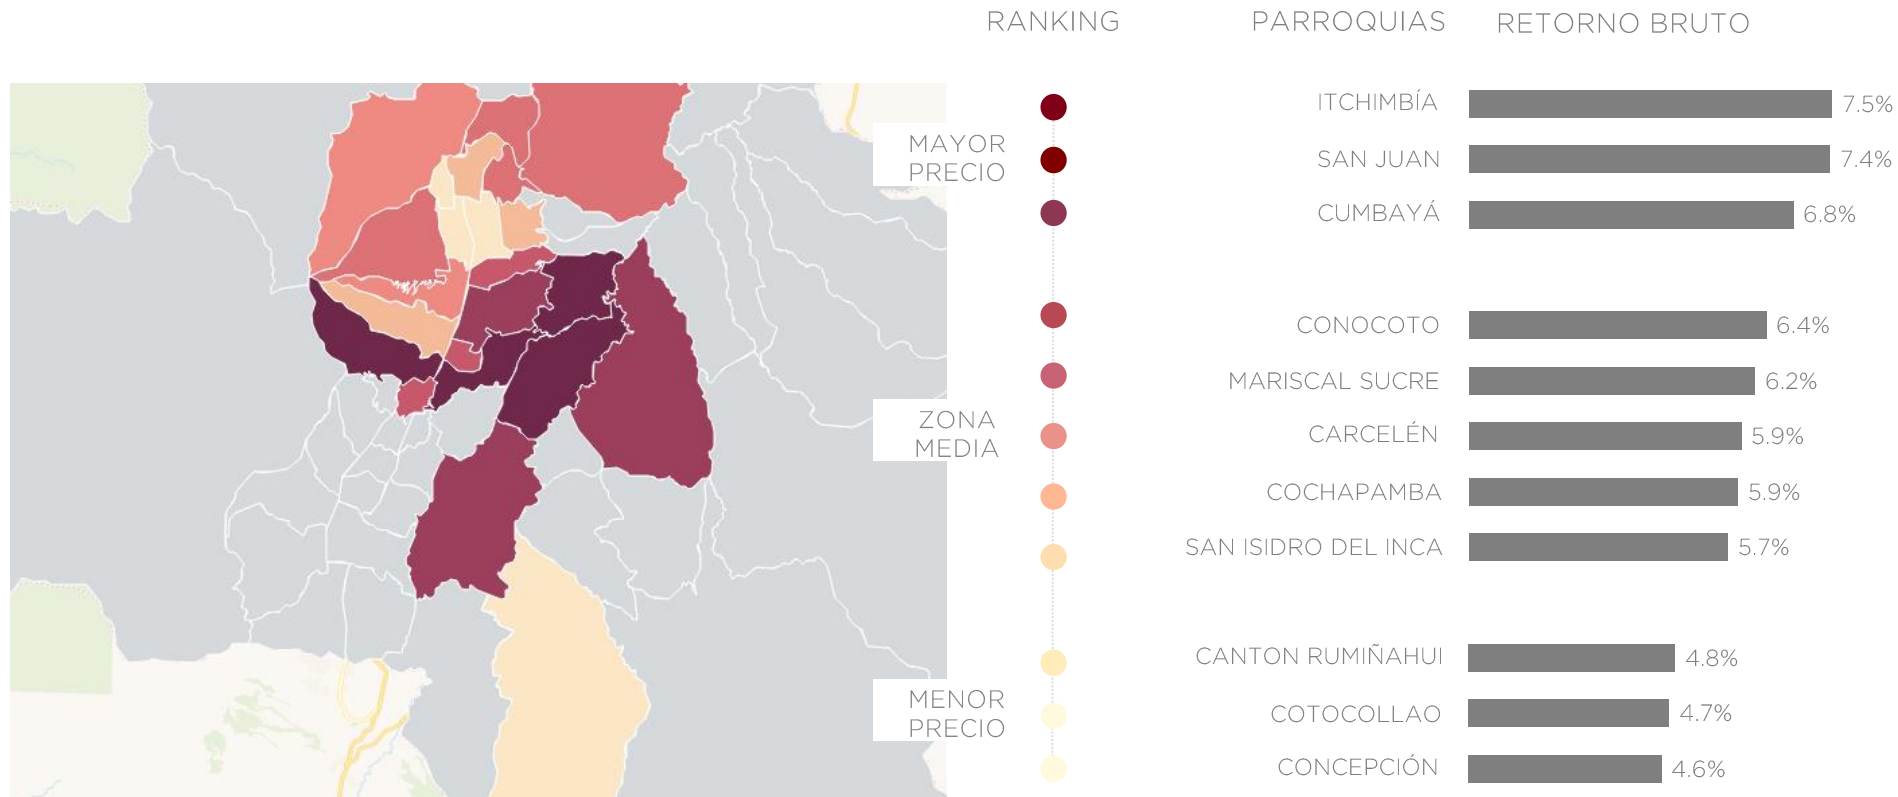 RANKING
PARROQUIAS
RETORNO BRUTO
MAYOR
PRECIO
ITCHIMBÍA 7.5%
SAN JUAN 7.4%
CUMBAYÁ 6.8%
ZONA
MEDIA
CONOCOTO 6.4%
MARISCAL SUCRE 6.2%
CARCELÉN 5.9%
COCHAPAMBA 5.9%
SAN ISIDRO DEL INCA 5.7%
MENOR
PRECIO
CANTON RUMIÑAHUI 4.8%
COTOCOLLAO 4.7%
CONCEPCIÓN 4.6%